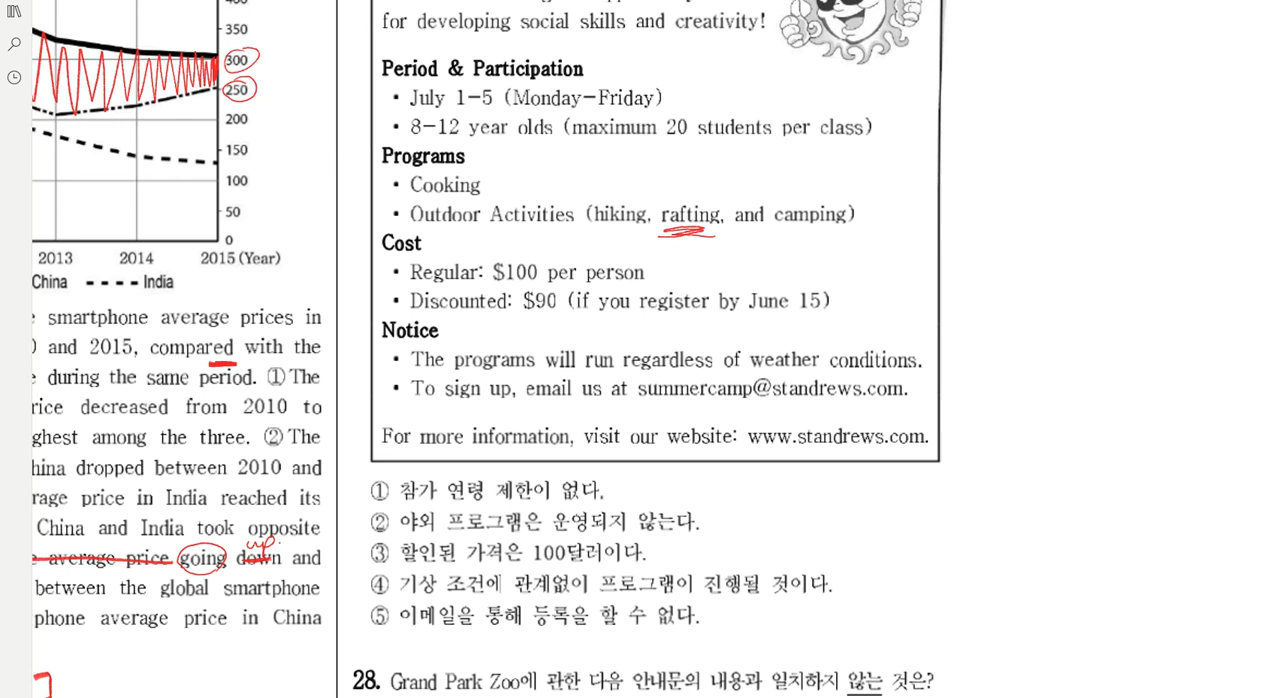 400
350
300
250
200
150
100
50
0
2013 2014 2015 (Year)
China India
smartphone average prices in
and 2015, compared with the
during the same period. ① The
rice decreased from 2010 to
ghest among the three. ② The
hina dropped between 2010 and
rage price in India reached its
China and India took opposite
up.
average price going down and
between the global smartphone
phone average price in China
for developing social skills and creativity!
Period & Participation
• July 1-5 (Monday-Friday)
• 8-12 year olds (maximum 20 students per class)
Programs
• Cooking
• Outdoor Activities (hiking, rafting, and camping)
Cost
• Regular: $100 per person
• Discounted: $90 (if you register by June 15)
Notice
• The programs will run regardless of weather conditions.
• To sign up, email us at summercamp@standrews.com.
For more information, visit our website: www.standrews.com.
① 참가 연령 제한이 없다.
② 야외 프로그램은 운영되지 않는다.
③ 할인된 가격은 100달러이다.
④ 기상 조건에 관계없이 프로그램이 진행될 것이다.
⑤ 이메일을 통해 등록을 할 수 없다.
28. Grand Park Zoo에 관한 다음 안내문의 내용과 일치하지 않는 것은?